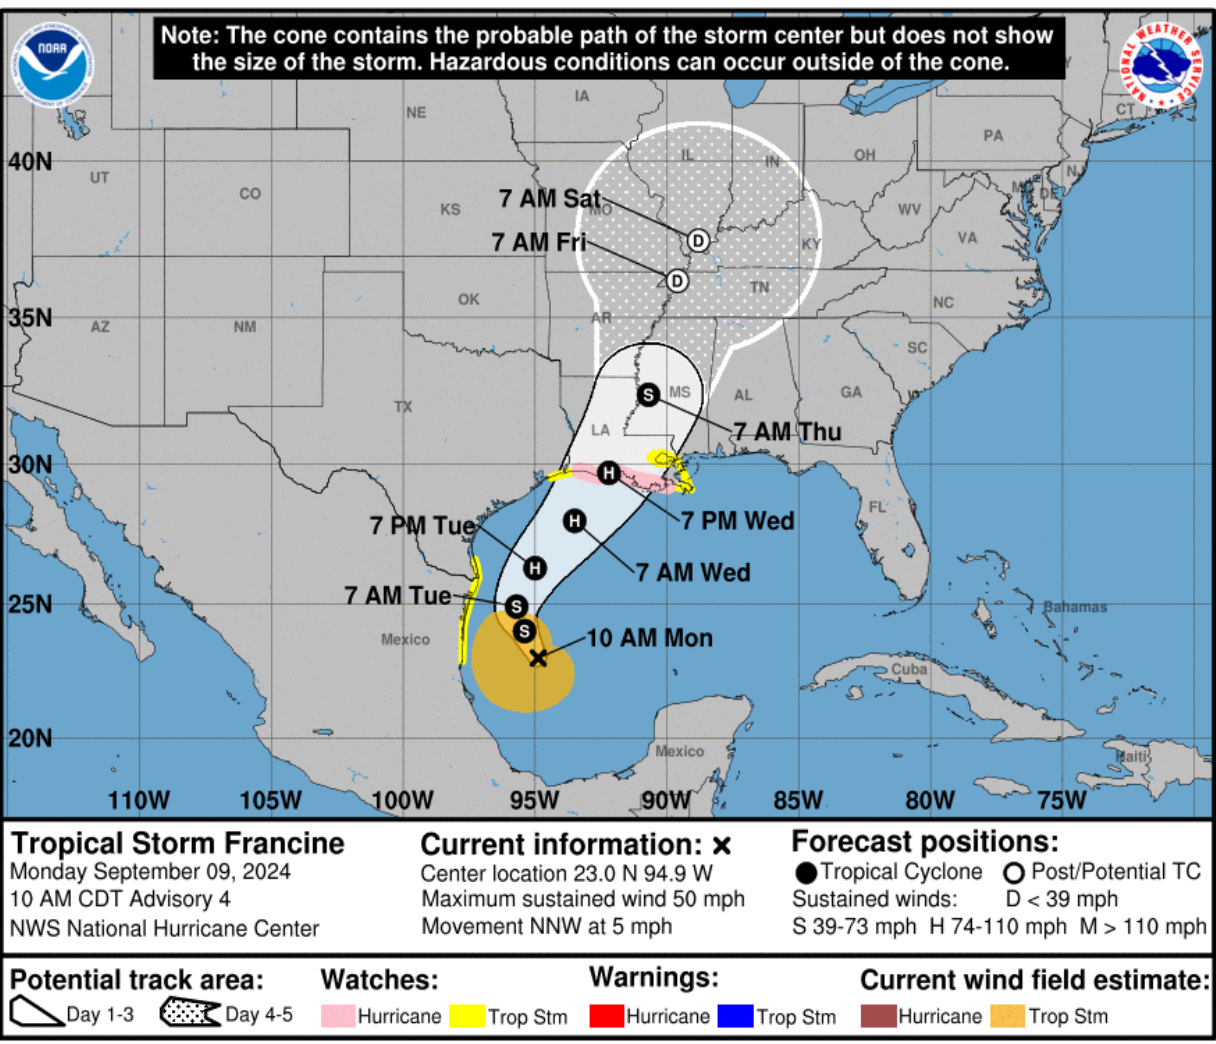 Note: The cone contains the probable path of the storm center but does not show
the size of the storm. Hazardous conditions can occur outside of the cone.
NOAA
NATIONAL WEATHER SERVICE
IA
NE
CT
PA
40N
IL
IN
OH
NJ
UT
CO
KS
7 AM Sat
MO
WV
MD
DE
D
7 AM Fri
KY
VA
D
OK
TN
NC
35N
AZ
NM
AR
SC
TX
S
MS
AL
GA
LA
7 AM Thu
30N
H
FL
7 PM Tue
H
7 PM Wed
H
7 AM Wed
7 AM Tue
S
25N
Bahamas
S
Mexico
10 AM Mon
Cuba
20N
Mexico
Haiti
110W 105W 100W 95W 90W 85W 80W 75W
Tropical Storm Francine
Monday September 09, 2024
10 AM CDT Advisory 4
NWS National Hurricane Center
Current information: ×
Center location 23.0 N 94.9 W
Maximum sustained wind 50 mph
Movement NNW at 5 mph
Forecast positions:
Tropical Cyclone Post/Potential TC
Sustained winds: D < 39 mph
S 39-73 mph H 74-110 mph M > 110 mph
Potential track area:
Day 1-3 Day 4-5
Watches:
Hurricane Trop Stm
Warnings:
Hurricane Trop Stm
Current wind field estimate:
Hurricane Trop Stm